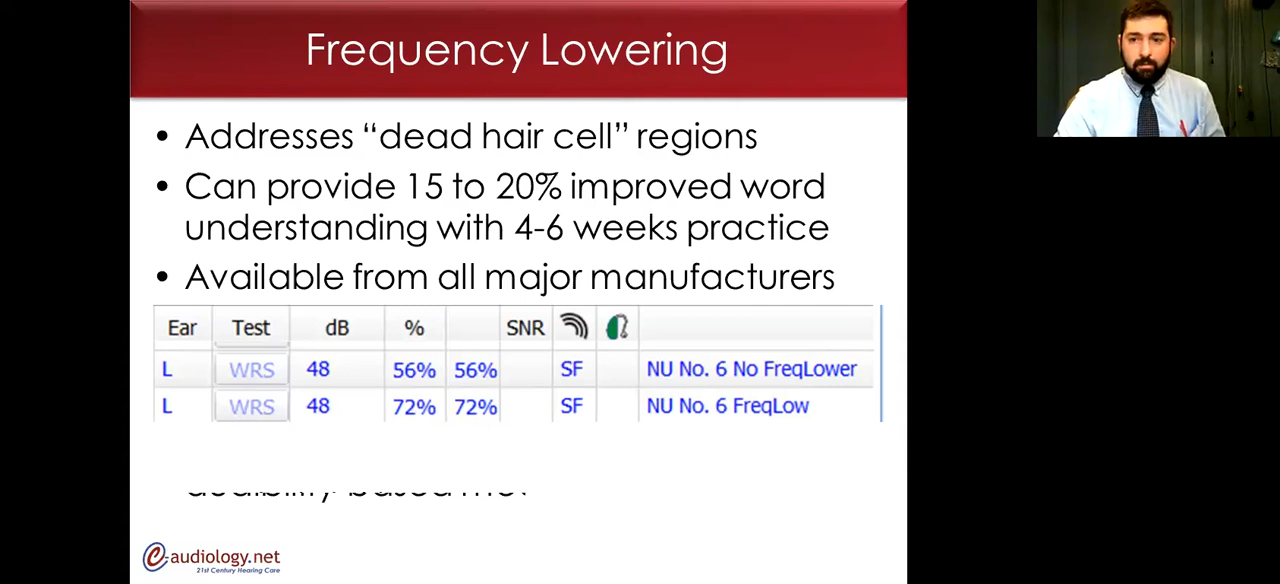 Frequency Lowering
• Addresses “dead hair cell” regions
• Can provide 15 to 20% improved word
understanding with 4-6 weeks practice
• Available from all major manufacturers
Ear Test dB % SNR
L WRS 48 56% 56% SF NU No. 6 No FreqLower
L WRS 48 72% 72% SF NU No. 6 FreqLow
e-audiology.net
21st Century Hearing Care